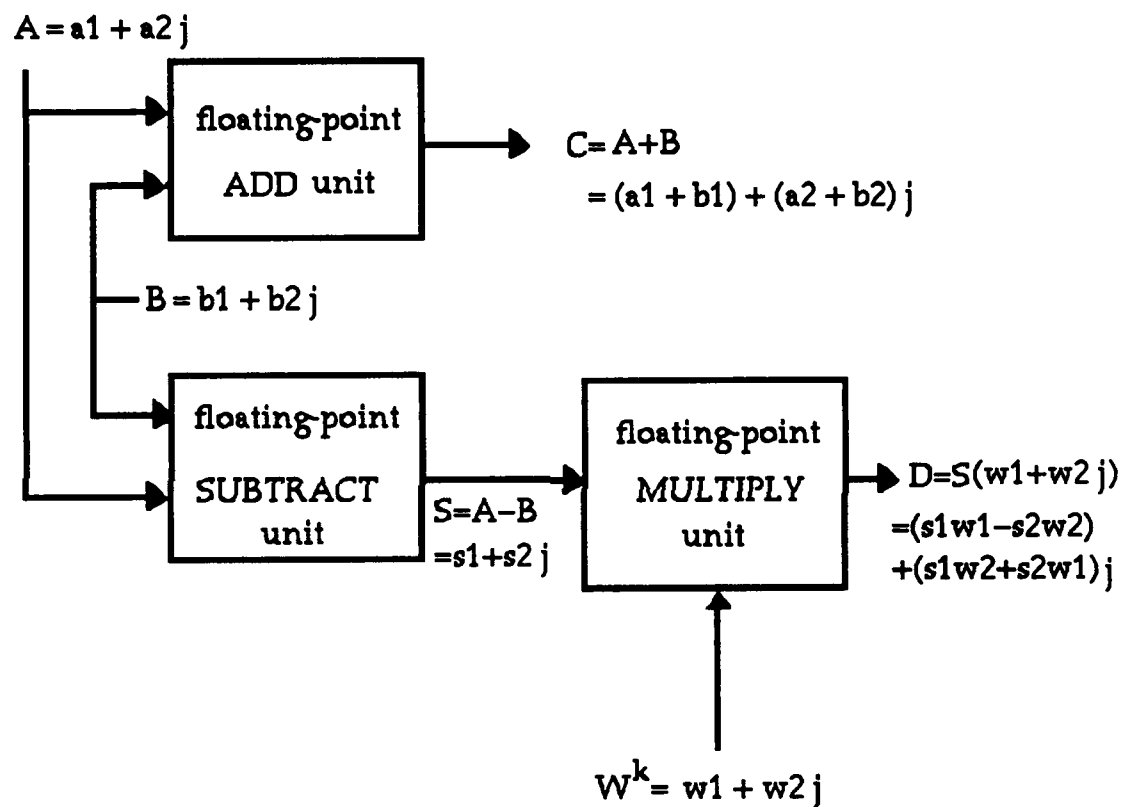 A = a1 + a2 j
floating-point
ADD unit
C= A+B
= (a1 + b1) + (a2 + b2) j
B = b1 + b2 j
floating-point
SUBTRACT
unit
S=A−B
=s1+s2 j
floating-point
MULTIPLY
unit
D=S(w1+w2 j)
=(s1w1−s2w2)
+(s1w2+s2w1)j
W^k = w1 + w2 j